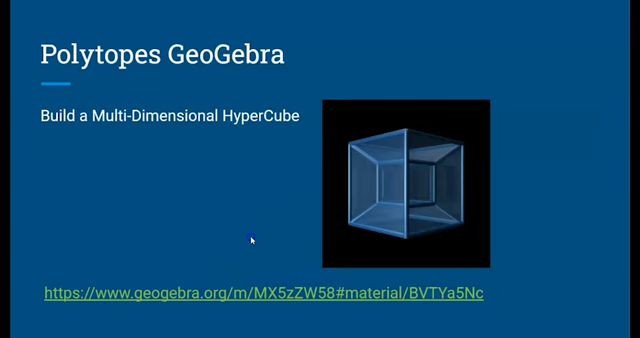 Polytopes GeoGebra
Build a Multi-Dimensional HyperCube
https://www.geogebra.org/m/MX5zZW58#material/BVTYa5Nc